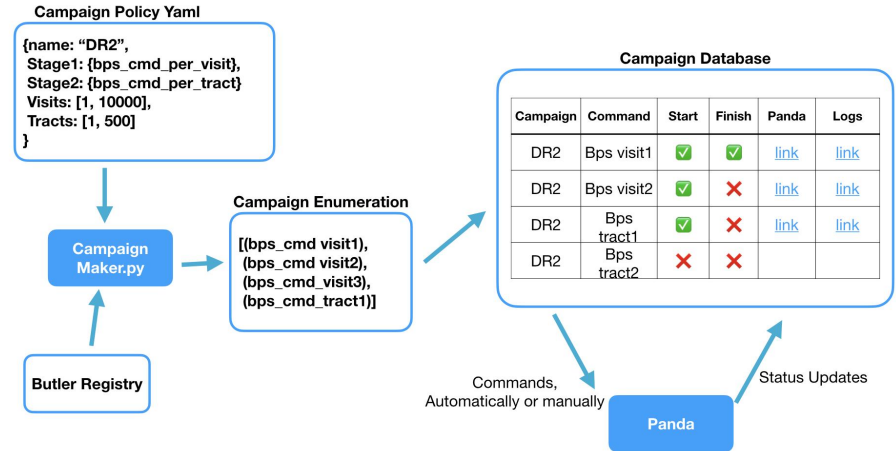 Campaign Policy Yaml
{name: “DR2”,
Stage1: {bps_cmd_per_visit},
Stage2: {bps_cmd_per_tract}
Visits: [1, 10000],
Tracts: [1, 500]
}
Campaign
Maker.py
Butler Registry
Campaign Enumeration
[(bps_cmd visit1),
(bps_cmd visit2),
(bps_cmd_visit3),
(bps_cmd_tract1)]
Campaign Database
Campaign Command Start Finish Panda Logs
DR2 Bps visit1 ✅ ✅ link link
DR2 Bps visit2 ✅ ❌ link link
DR2 Bps
tract1 ✅ ❌ link link
DR2 Bps
tract2 ❌ ❌
Commands,
Automatically or manually
Panda
Status Updates